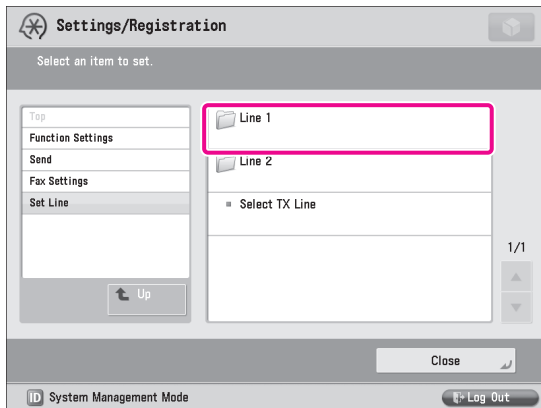 Settings/Registration
Select an item to set.
Top
Function Settings
Send
Fax Settings
Set Line
Up
Line 1
Line 2
Select TX Line
1/1
Close
ID System Management Mode
Log Out